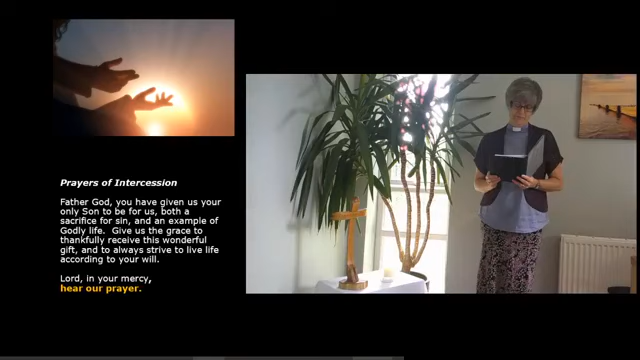 Prayers of Intercession
Father God, you have given us your
only Son to be for us, both a
sacrifice for sin, and an example of
Godly life.  Give us the grace to
thankfully receive this wonderful
gift, and to always strive to live life
according to your will.
Lord, in your mercy,
hear our prayer.